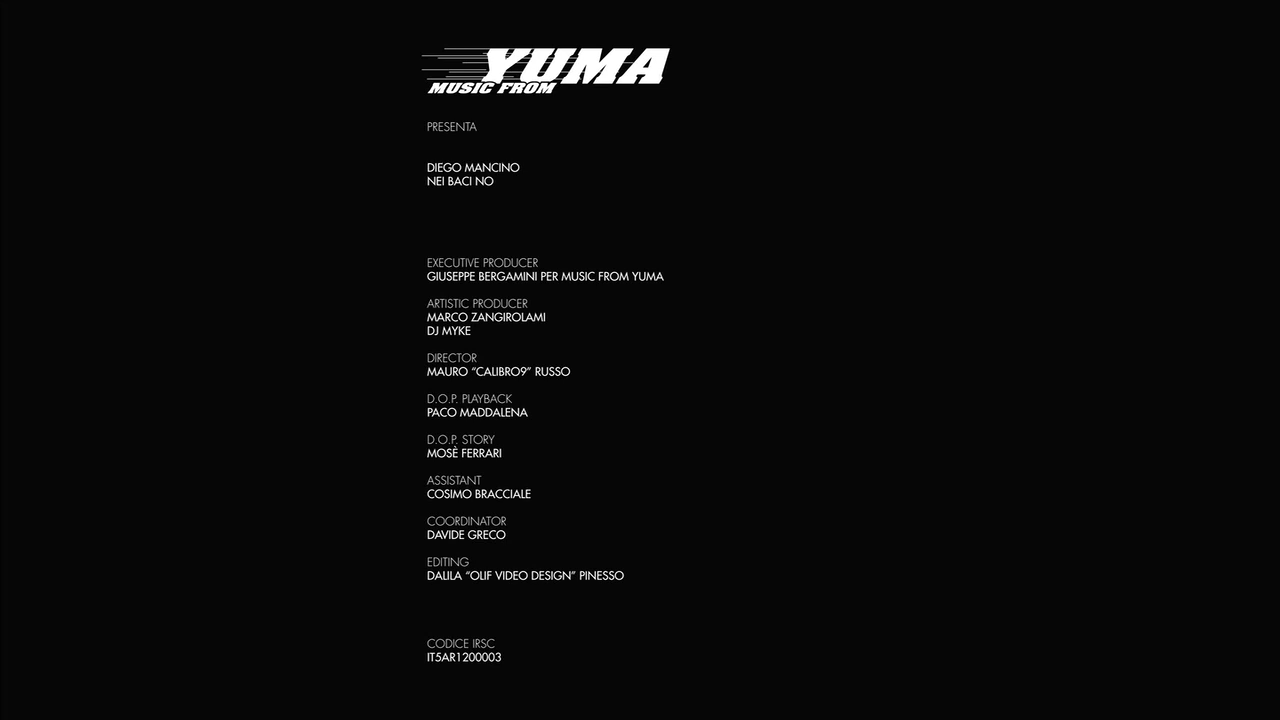 YUMA
MUSIC FROM
PRESENTA
DIEGO MANCINO
NEI BACI NO
EXECUTIVE PRODUCER
GIUSEPPE BERGAMINI PER MUSIC FROM YUMA
ARTISTIC PRODUCER
MARCO ZANGIROLAMI
DJ MYKE
DIRECTOR
MAURO “CALIBRO9” RUSSO
D.O.P. PLAYBACK
PACO MADDALENA
D.O.P. STORY
MOSÈ FERRARI
ASSISTANT
COSIMO BRACCIALE
COORDINATOR
DAVIDE GRECO
EDITING
DALILA “OLIF VIDEO DESIGN” PINESSO
CODICE IRSC
IT5AR1200003